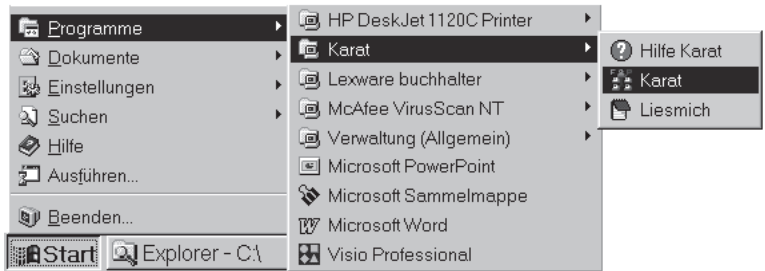 Programme
Dokumente
Einstellungen
Suchen
Hilfe
Ausführen...
Beenden...
Start
Explorer - C:\
HP DeskJet 1120C Printer
Karat
Lexware buchhalter
McAfee VirusScan NT
Verwaltung (Allgemein)
Microsoft PowerPoint
Microsoft Sammelmappe
Microsoft Word
Visio Professional
Hilfe Karat
Karat
Liesmich